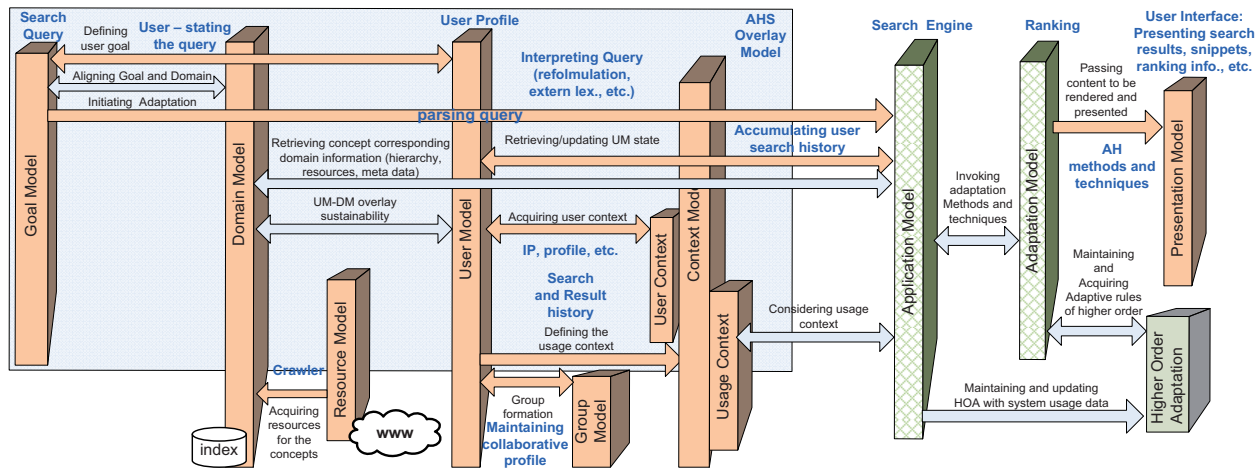 Search
Query
Defining
user goal
User – stating
the query
User Profile
AHS
Overlay
Model
Search Engine
Ranking
User Interface:
Presenting search
results, snippets,
ranking info., etc.
Aligning Goal and Domain
Initiating Adaptation
Interpreting Query
(refolmulation,
extern lex., etc.)
parsing query
Passing
content to be
rendered and
presented
Retrieving concept corresponding
domain information (hierarchy,
resources, meta data)
Retrieving/updating UM state
Accumulating user
search history
AH
methods and
techniques
Invoking
adaptation
Methods and
techniques
UM-DM overlay
sustainability
Acquiring user context
IP, profile, etc.
Search
and Result
history
Defining the
usage context
Considering usage
context
Maintaining
and
Acquiring
Adaptive rules
of higher order
Crawler
Acquiring
resources
for the
concepts
www
index
Group
formation
Maintaining
collaborative
profile
Maintaining and updating
HOA with system usage data
Goal Model
Domain Model
Resource Model
User Model
Group
Model
User Context
Context Model
Usage Context
Application Model
Adaptation Model
Presentation Model
Higher Order
Adaptation